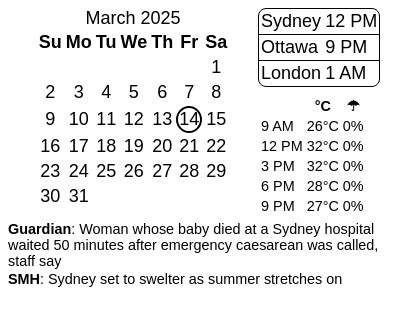 March 2025
Su Mo Tu We Th Fr Sa
1
2 3 4 5 6 7 8
9 10 11 12 13 14 15
16 17 18 19 20 21 22
23 24 25 26 27 28 29
30 31
Sydney 12 PM
Ottawa 9 PM
London 1 AM
°C ☂
9 AM 26°C 0%
12 PM 32°C 0%
3 PM 32°C 0%
6 PM 28°C 0%
9 PM 27°C 0%
Guardian: Woman whose baby died at a Sydney hospital
waited 50 minutes after emergency caesarean was called,
staff say
SMH: Sydney set to swelter as summer stretches on